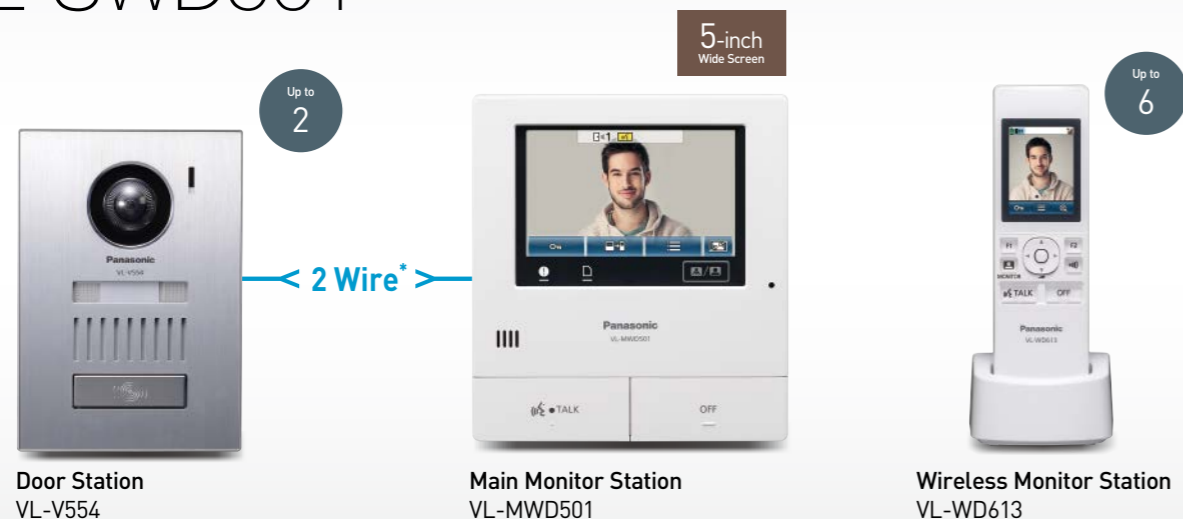 SWD501
5-inch
Wide Screen
Up to
2
Up to
6
1
Panasonic
VL-V554
2 Wire*
Panasonic
VL-MWD501
TALK
OFF
F1
F2
MONITOR
TALK
OFF
Panasonic
VL-WD613
Door Station
VL-V554
Main Monitor Station
VL-MWD501
Wireless Monitor Station
VL-WD613